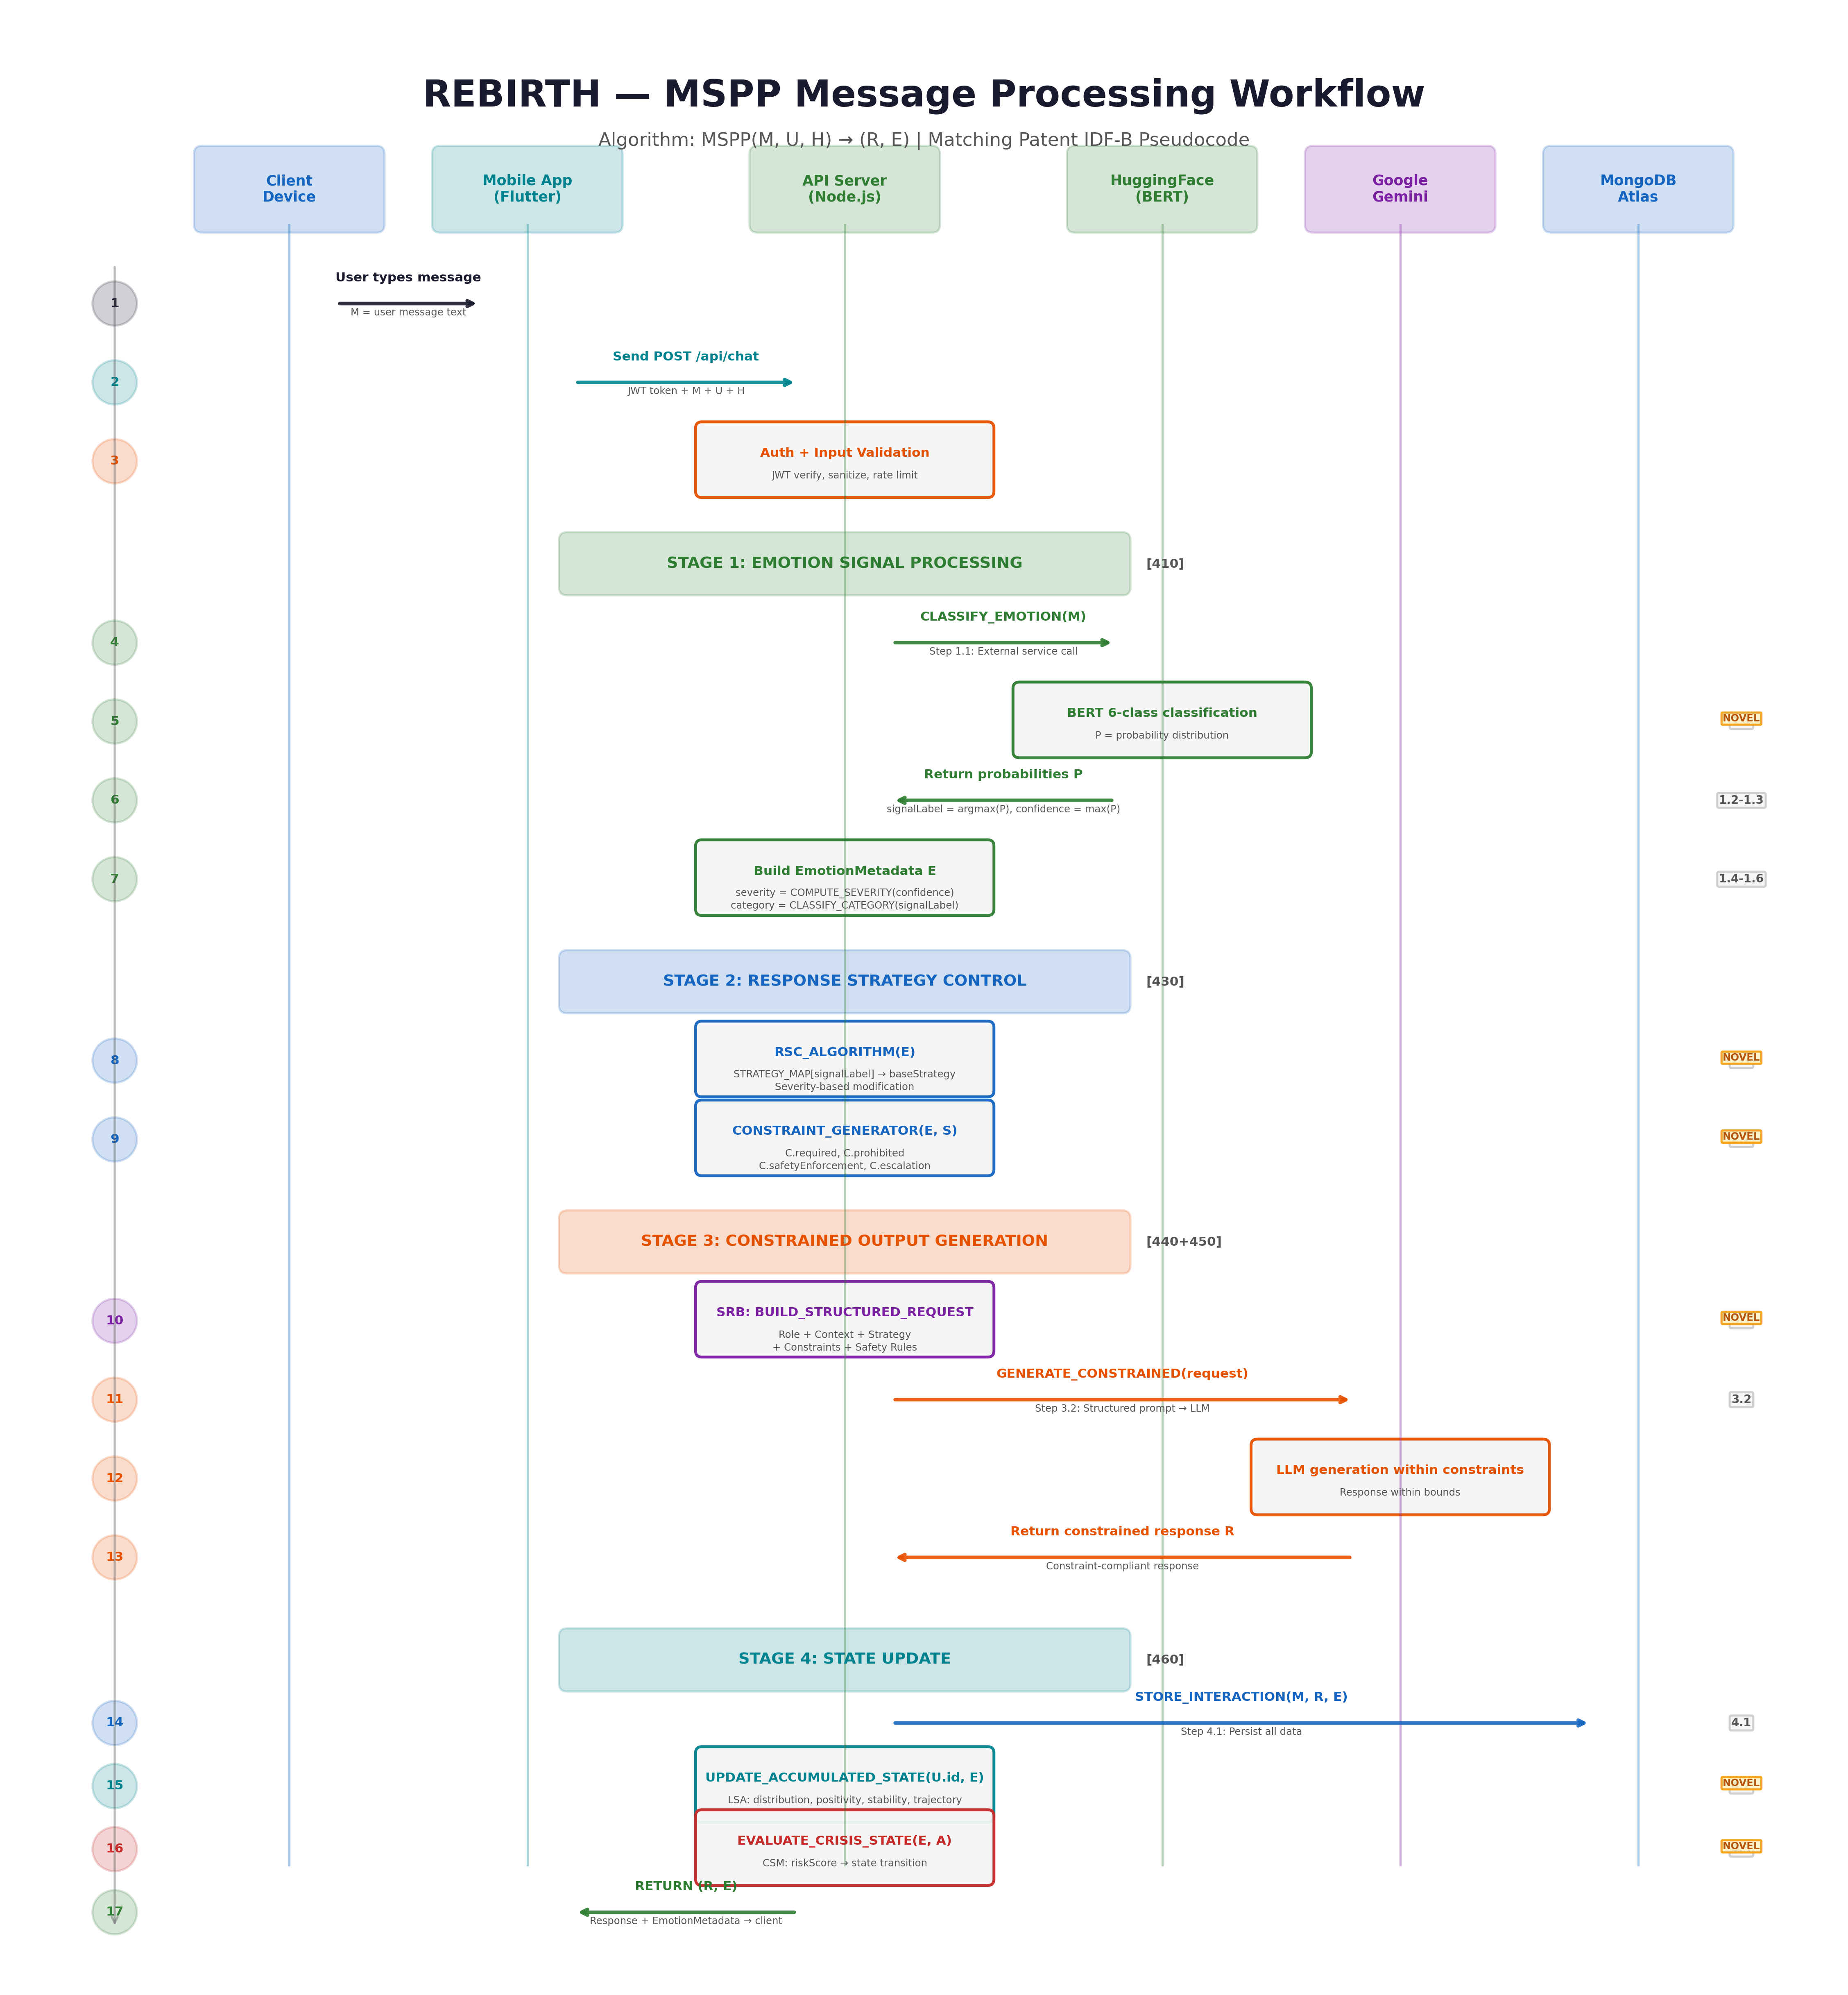 REBIRTH — MSPP Message Processing Workflow
Algorithm: MSPP(M, U, H) → (R, E) | Matching Patent IDF-B Pseudocode
Client
Device
Mobile App
(Flutter)
API Server
(Node.js)
HuggingFace
(BERT)
Google
Gemini
MongoDB
Atlas
1
User types message
M = user message text
2
Send POST /api/chat
JWT token + M + U + H
3
Auth + Input Validation
JWT verify, sanitize, rate limit
STAGE 1: EMOTION SIGNAL PROCESSING
[410]
4
CLASSIFY_EMOTION(M)
Step 1.1: External service call
5
BERT 6-class classification
P = probability distribution
NOVEL
6
Return probabilities P
signalLabel = argmax(P), confidence = max(P)
1.2-1.3
7
Build EmotionMetadata E
severity = COMPUTE_SEVERITY(confidence)
category = CLASSIFY_CATEGORY(signalLabel)
1.4-1.6
STAGE 2: RESPONSE STRATEGY CONTROL
[430]
8
RSC_ALGORITHM(E)
STRATEGY_MAP[signalLabel] → baseStrategy
Severity-based modification
NOVEL
9
CONSTRAINT_GENERATOR(E, S)
C.required, C.prohibited
C.safetyEnforcement, C.escalation
NOVEL
STAGE 3: CONSTRAINED OUTPUT GENERATION
[440+450]
10
SRB: BUILD_STRUCTURED_REQUEST
Role + Context + Strategy
+ Constraints + Safety Rules
NOVEL
11
GENERATE_CONSTRAINED(request)
Step 3.2: Structured prompt → LLM
3.2
12
LLM generation within constraints
Response within bounds
13
Return constrained response R
Constraint-compliant response
STAGE 4: STATE UPDATE
[460]
14
STORE_INTERACTION(M, R, E)
Step 4.1: Persist all data
4.1
15
UPDATE_ACCUMULATED_STATE(U.id, E)
LSA: distribution, positivity, stability, trajectory
NOVEL
16
EVALUATE_CRISIS_STATE(E, A)
CSM: riskScore → state transition
NOVEL
17
RETURN (R, E)
Response + EmotionMetadata → client